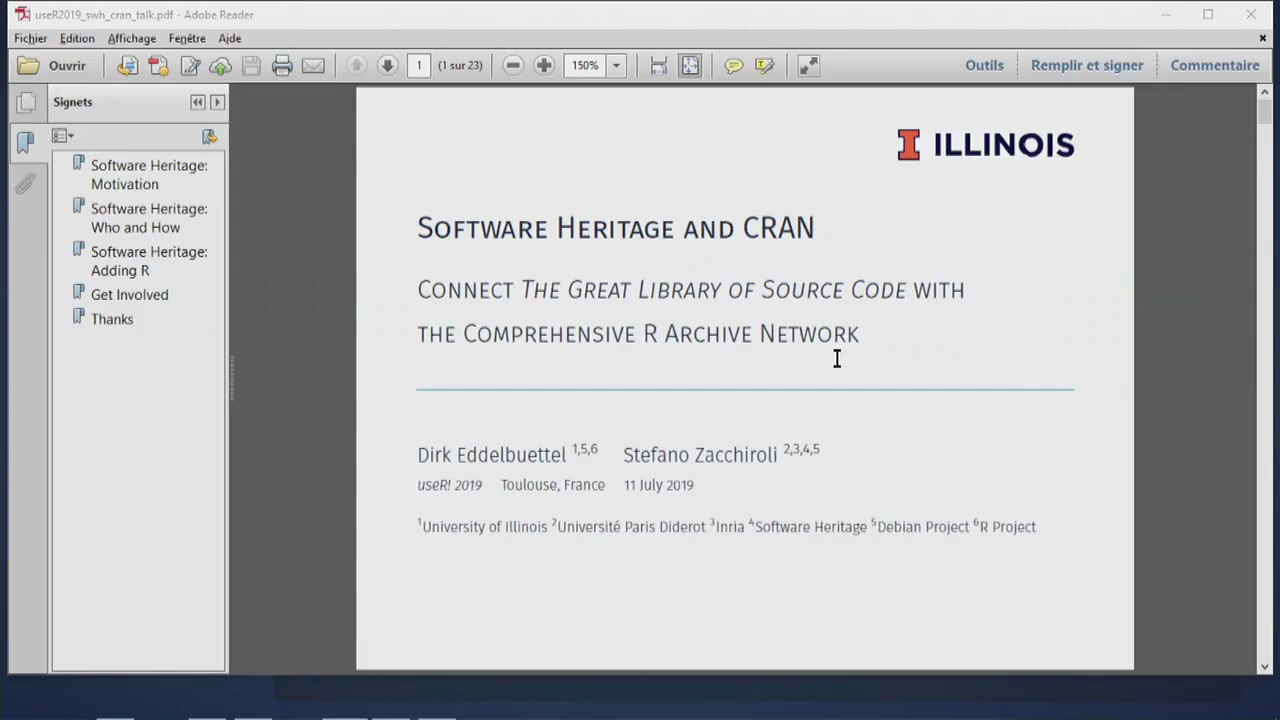 useR2019_swh_cran_talk.pdf - Adobe Reader
Fichier Edition Affichage Fenêtre Aide
Ouvrir 1 (1 sur 23) 150% Outils Remplir et signer Commentaire
Signets
Software Heritage:
Motivation
Software Heritage:
Who and How
Software Heritage:
Adding R
Get Involved
Thanks
I ILLINOIS
Software Heritage and CRAN
Connect The Great Library of Source Code with
the Comprehensive R Archive Network
Dirk Eddelbuettel 1,5,6 Stefano Zacchiroli 2,3,4,5
useR! 2019 Toulouse, France 11 July 2019
1University of Illinois 2Université Paris Diderot 3Inria 4Software Heritage 5Debian Project 6R Project